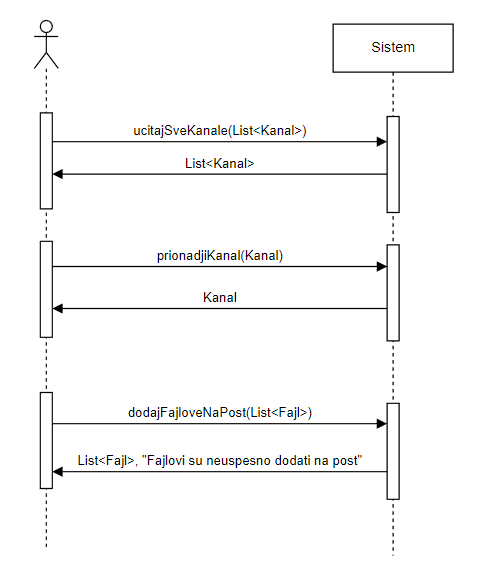 Sistem
ucitajSveKanale(List<Kanal>)
List<Kanal>
prionadjiKanal(Kanal)
Kanal
dodajFajloveNaPost(List<Fajl>)
List<Fajl>, "Fajlovi su neuspesno dodati na post"